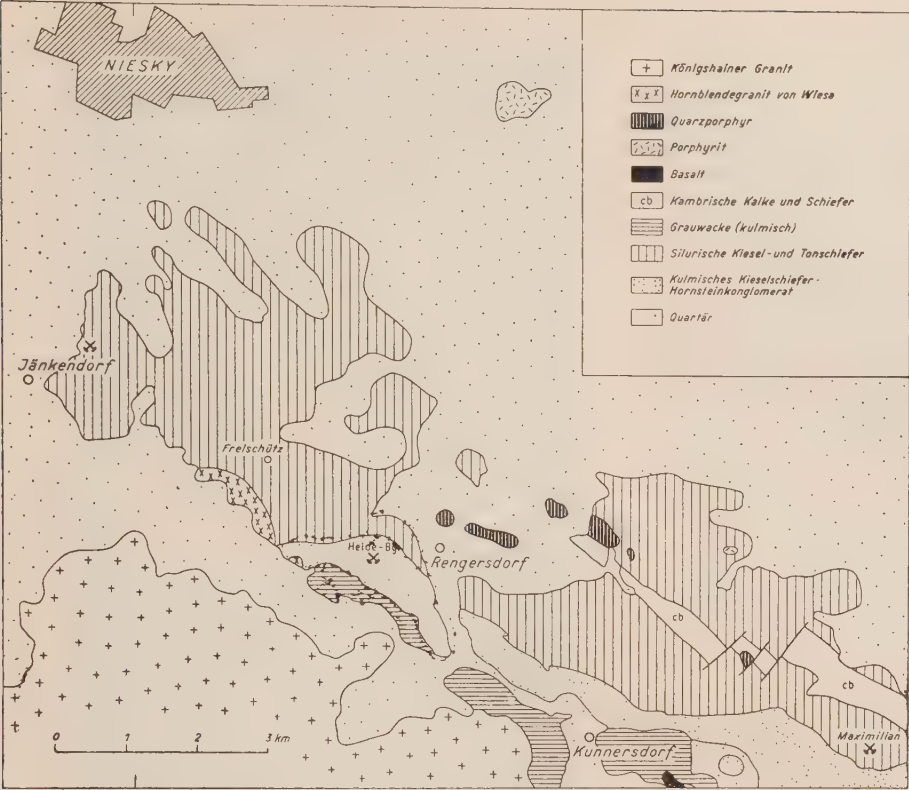 NIESKY
Königshainer Granit
Hornblendegranit von Wiesa
Quarzporphyr
Porphyrit
Basalt
cb Kambrische Kalke und Schiefer
Grauwacke (kulmisch)
Silurische Kiesel- und Tonschiefer
Kulmisches Kieselschiefer-
Hornsteinkonglomerat
Quartär
Jänkendorf
Freischütz
Heide-Bg.
Rengersdorf
cb
cb
Maximilian
Kunnersdorf
0 1 2 3 km